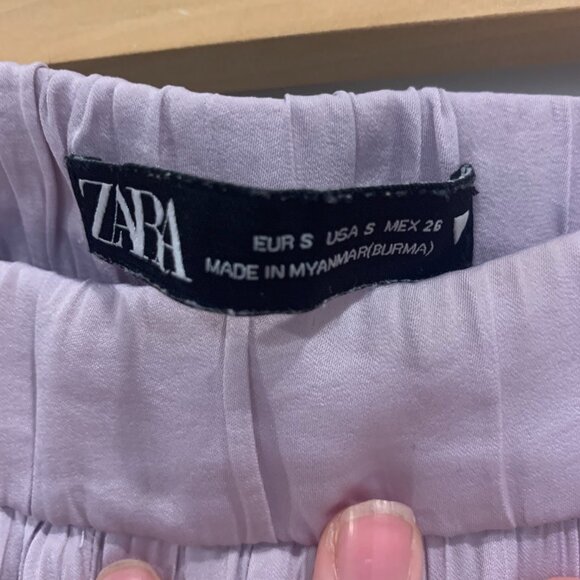 ZARA
EUR S USA S MEX 26
MADE IN MYANMAR(BURMA)